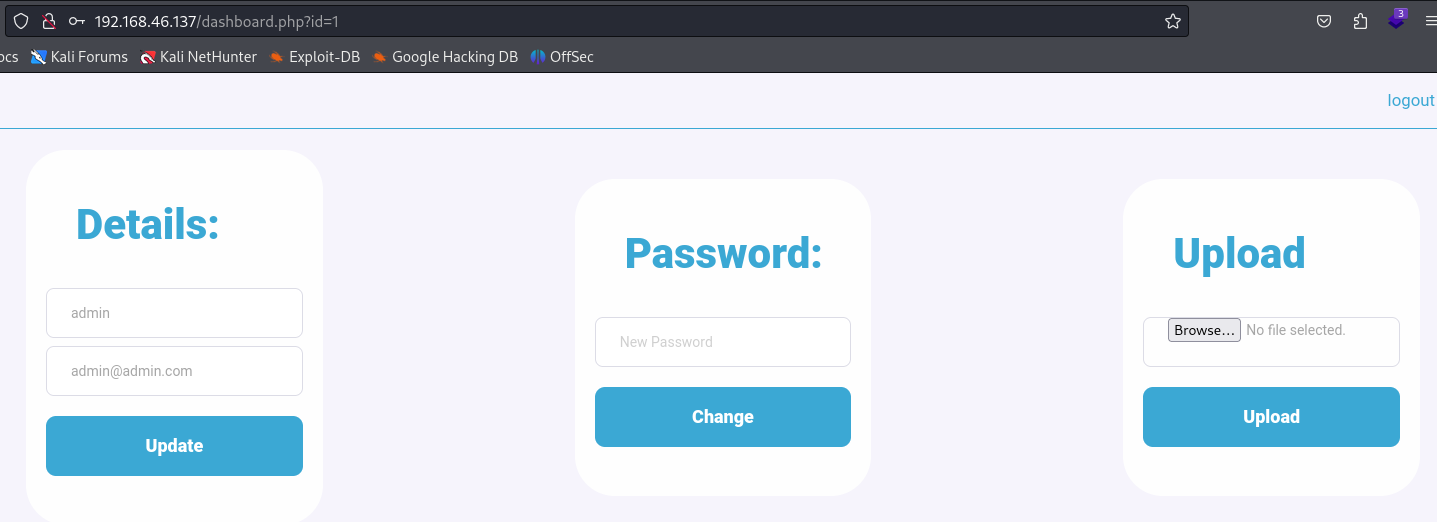 192.168.46.137/dashboard.php?id=1
3
ocs Kali Forums Kali NetHunter Exploit-DB Google Hacking DB OffSec
logout
Details:
admin
admin@admin.com
Update
Password:
New Password
Change
Upload
Browse... No file selected.
Upload